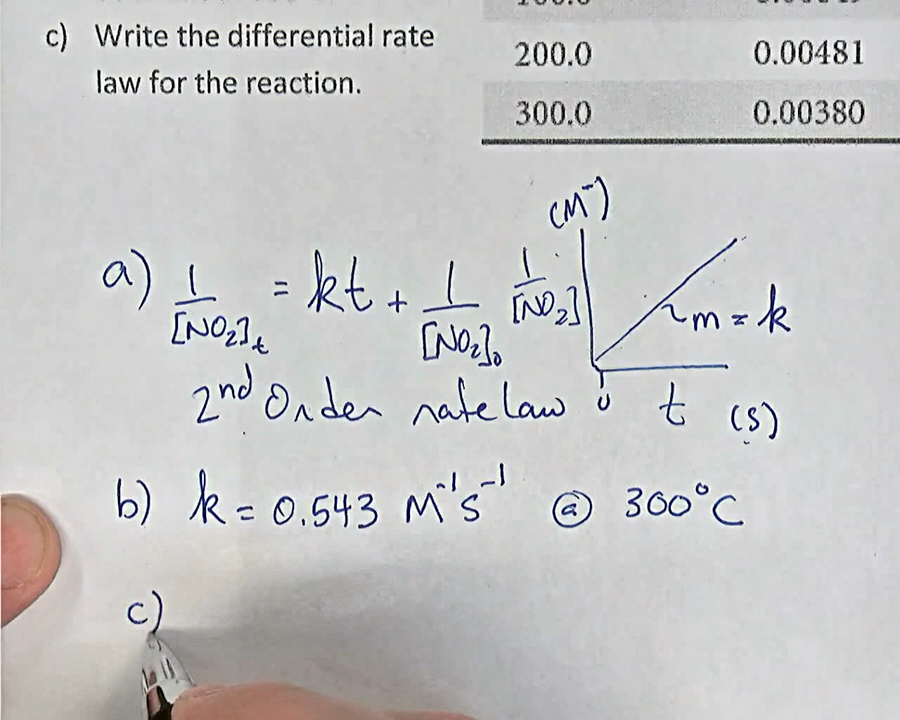 c) Write the differential rate
law for the reaction.
200.0 0.00481
300.0 0.00380
(M⁻)
a) 1/[NO₂]ₜ = kt + 1/[NO₂]₀
1/[NO₂]
m = k
2nd Order rate law
0 t (s)
b) k = 0.543 M⁻¹s⁻¹ @ 300°C
c)